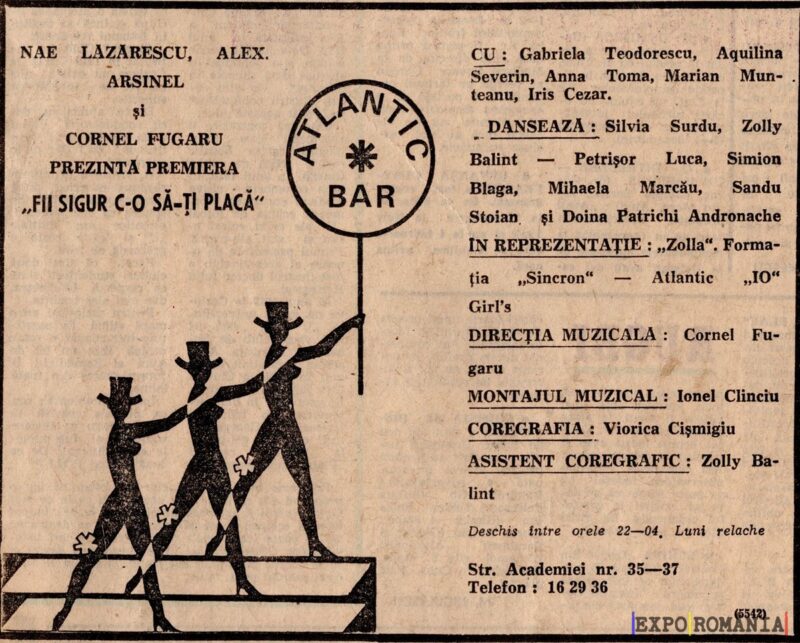 NAE LĂZĂRESCU, ALEX.
ARSINEL
și
CORNEL FUGARU
PREZINTĂ PREMIERA
„FII SIGUR C-O SĂ-ȚI PLACĂ“
ATLANTIC
BAR
CU : Gabriela Teodorescu, Aquilina
Severin, Anna Toma, Marian Mun-
teanu, Iris Cezar.
DANSEAZĂ : Silvia Surdu, Zolly
Balint — Petrișor Luca, Simion
Blaga, Mihaela Marcău, Sandu
Stoian și Doina Patrichi Andronache
ÎN REPREZENTAȚIE : „Zolla“. Forma-
ția „Sincron“ — Atlantic „IO“
Girl's
DIRECȚIA MUZICALĂ : Cornel Fu-
garu
MONTAJUL MUZICAL : Ionel Clinciu
COREGRAFIA : Viorica Cișmigiu
ASISTENT COREGRAFIC : Zolly Ba-
lint
Deschis între orele 22—04. Luni relache
Str. Academiei nr. 35—37
Telefon : 16 29 36
(5542)
EXPO ROMANIA